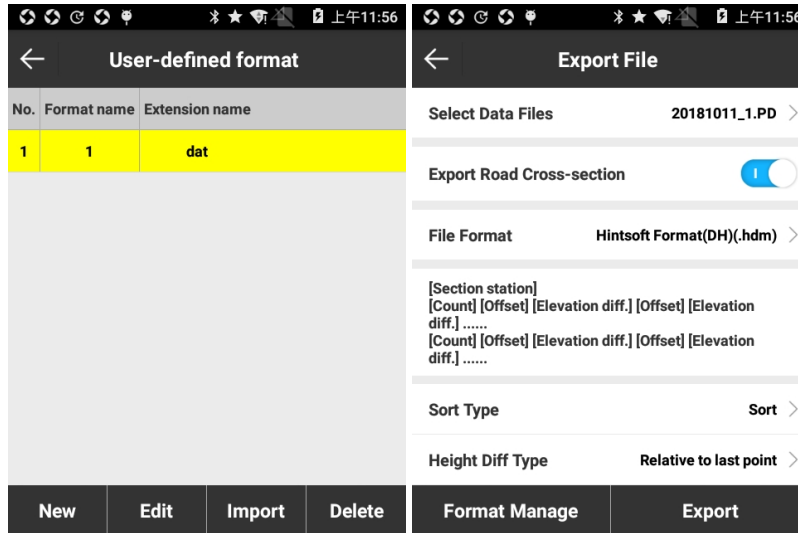 上午11:56
User-defined format
No. Format name Extension name
1 1 dat
New Edit Import Delete
上午11:56
Export File
Select Data Files 20181011_1.PD
Export Road Cross-section
File Format Hintsoft Format(DH)(.hdm)
[Section station]
[Count] [Offset] [Elevation diff.] [Offset] [Elevation
diff.] ......
[Count] [Offset] [Elevation diff.] [Offset] [Elevation
diff.] ......
Sort Type Sort
Height Diff Type Relative to last point
Format Manage Export